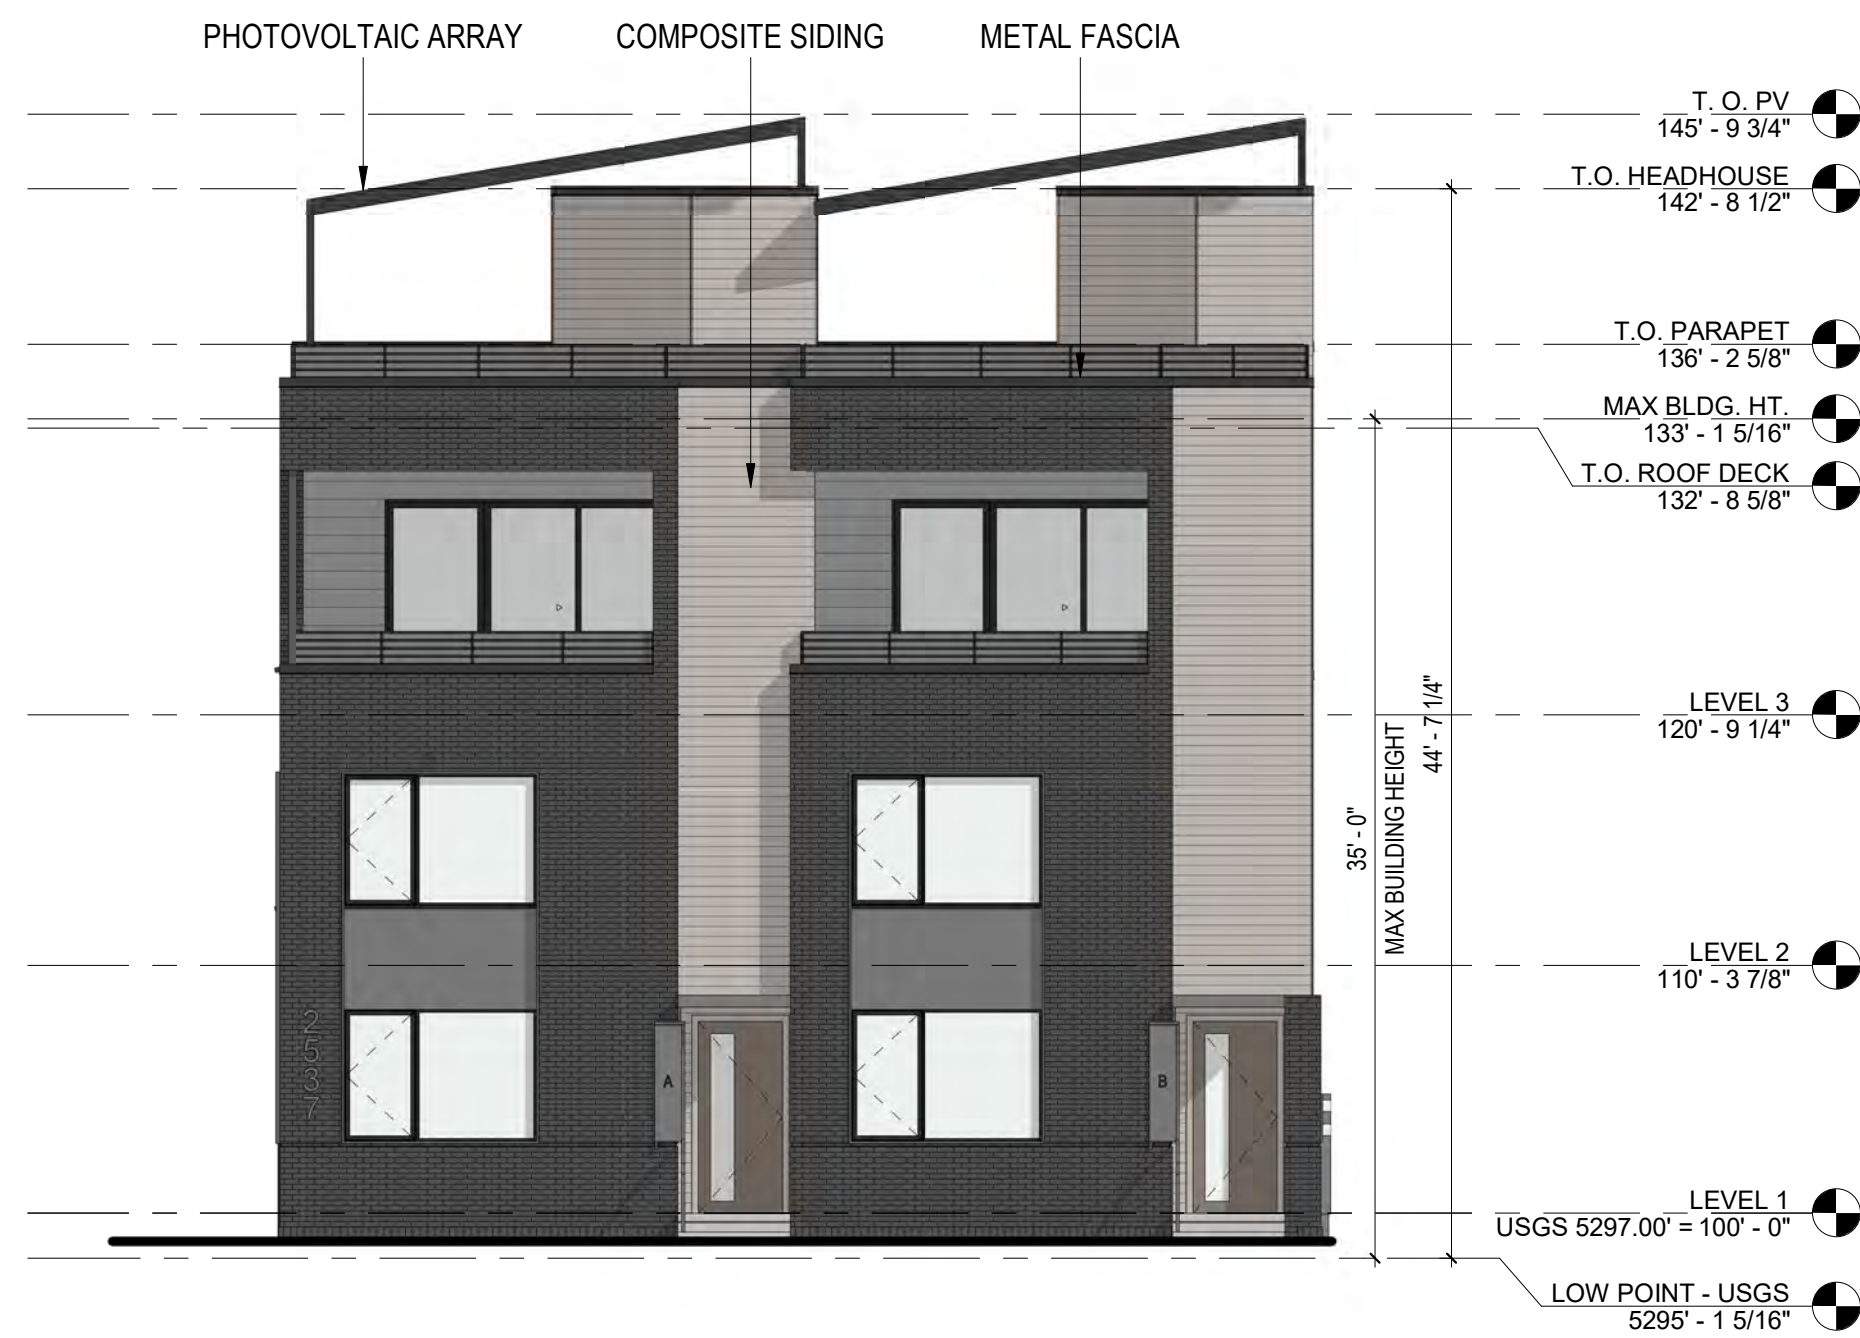 PHOTOVOLTAIC ARRAY
COMPOSITE SIDING
METAL FASCIA
T. O. PV
145' - 9 3/4"
T.O. HEADHOUSE
142' - 8 1/2"
T.O. PARAPET
136' - 2 5/8"
MAX BLDG. HT.
133' - 1 5/16"
T.O. ROOF DECK
132' - 8 5/8"
LEVEL 3
120' - 9 1/4"
44' - 7 1/4"
35' - 0"
MAX BUILDING HEIGHT
LEVEL 2
110' - 3 7/8"
2537
A
B
LEVEL 1
USGS 5297.00' = 100' - 0"
LOW POINT - USGS
5295' - 1 5/16"